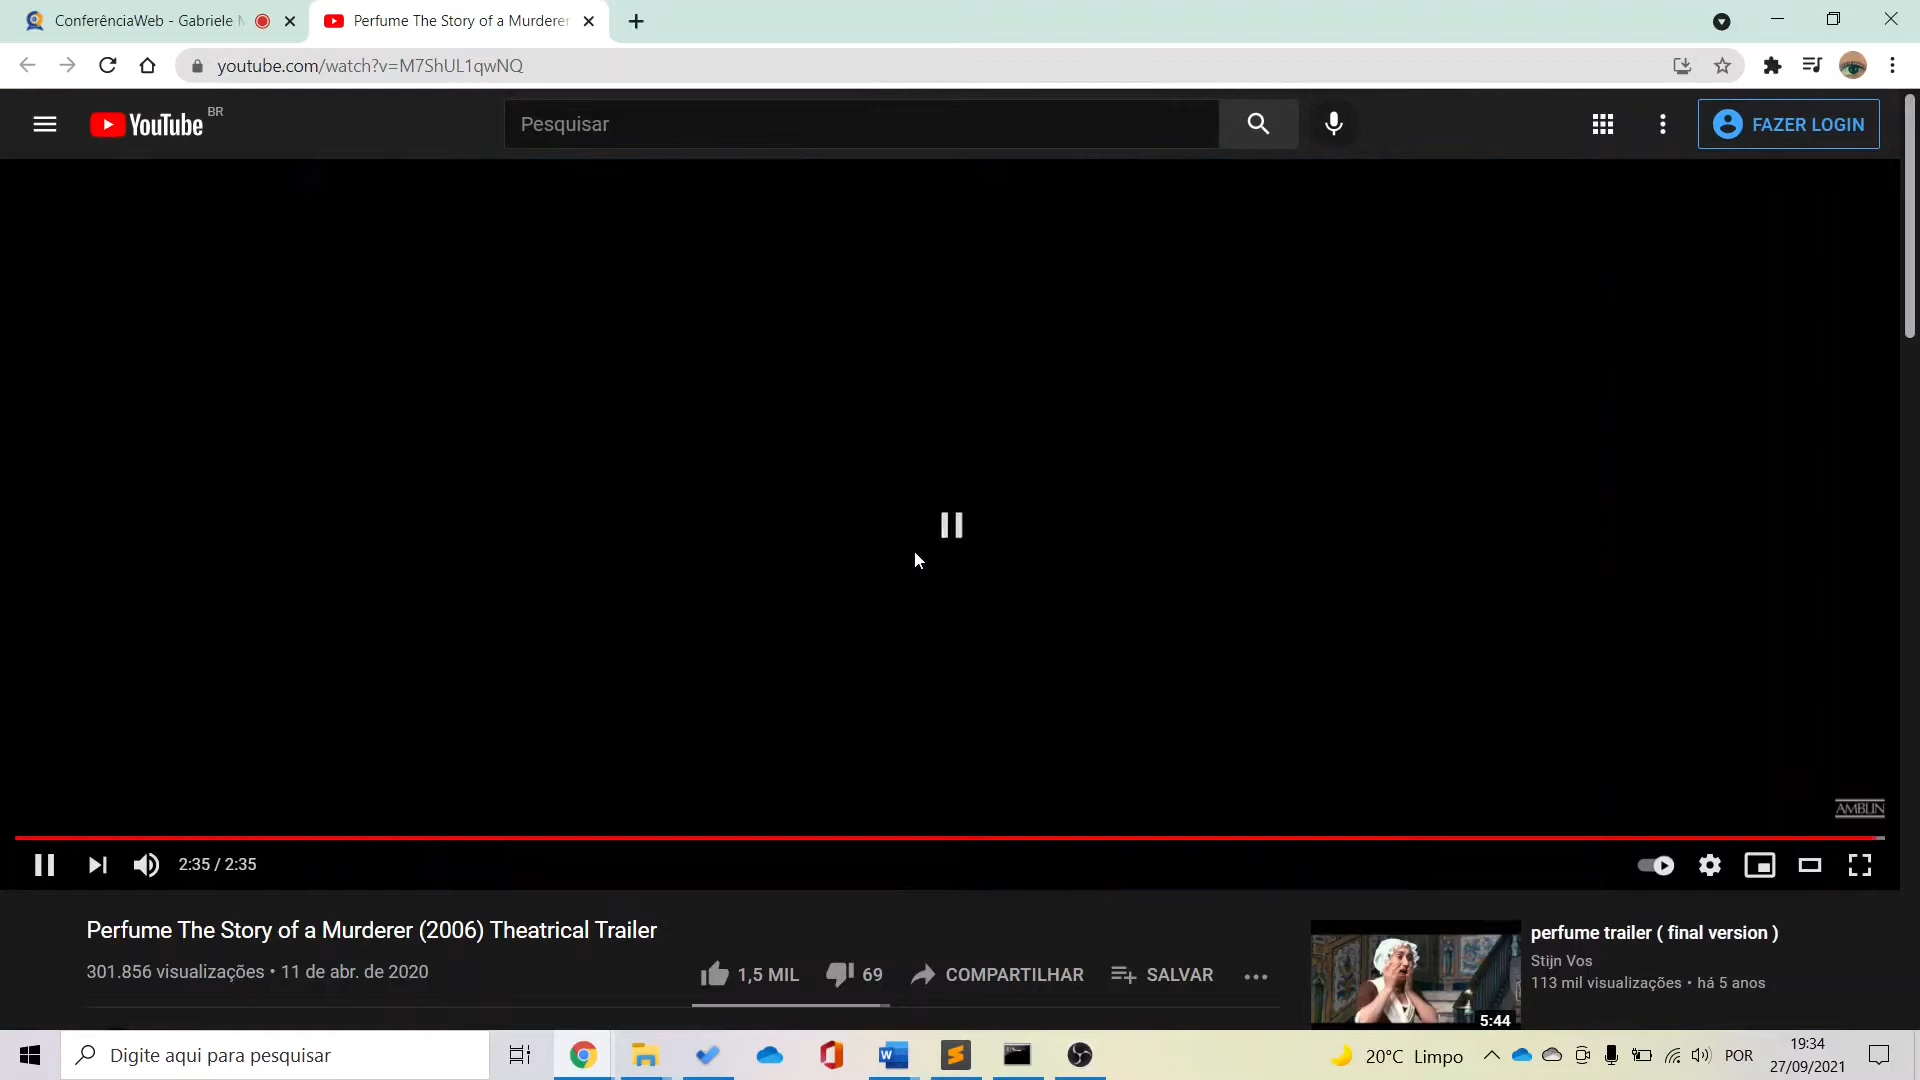 ConferênciaWeb - Gabriele
Perfume The Story of a Murderer
youtube.com/watch?v=M7ShUL1qwNQ
YouTube BR
Pesquisar
FAZER LOGIN
AMBLIN
2:35 / 2:35
Perfume The Story of a Murderer (2006) Theatrical Trailer
301.856 visualizações • 11 de abr. de 2020
1,5 MIL
69
COMPARTILHAR
SALVAR
perfume trailer ( final version )
Stijn Vos
113 mil visualizações • há 5 anos
5:44
Digite aqui para pesquisar
20°C Limpo
POR
19:34
27/09/2021